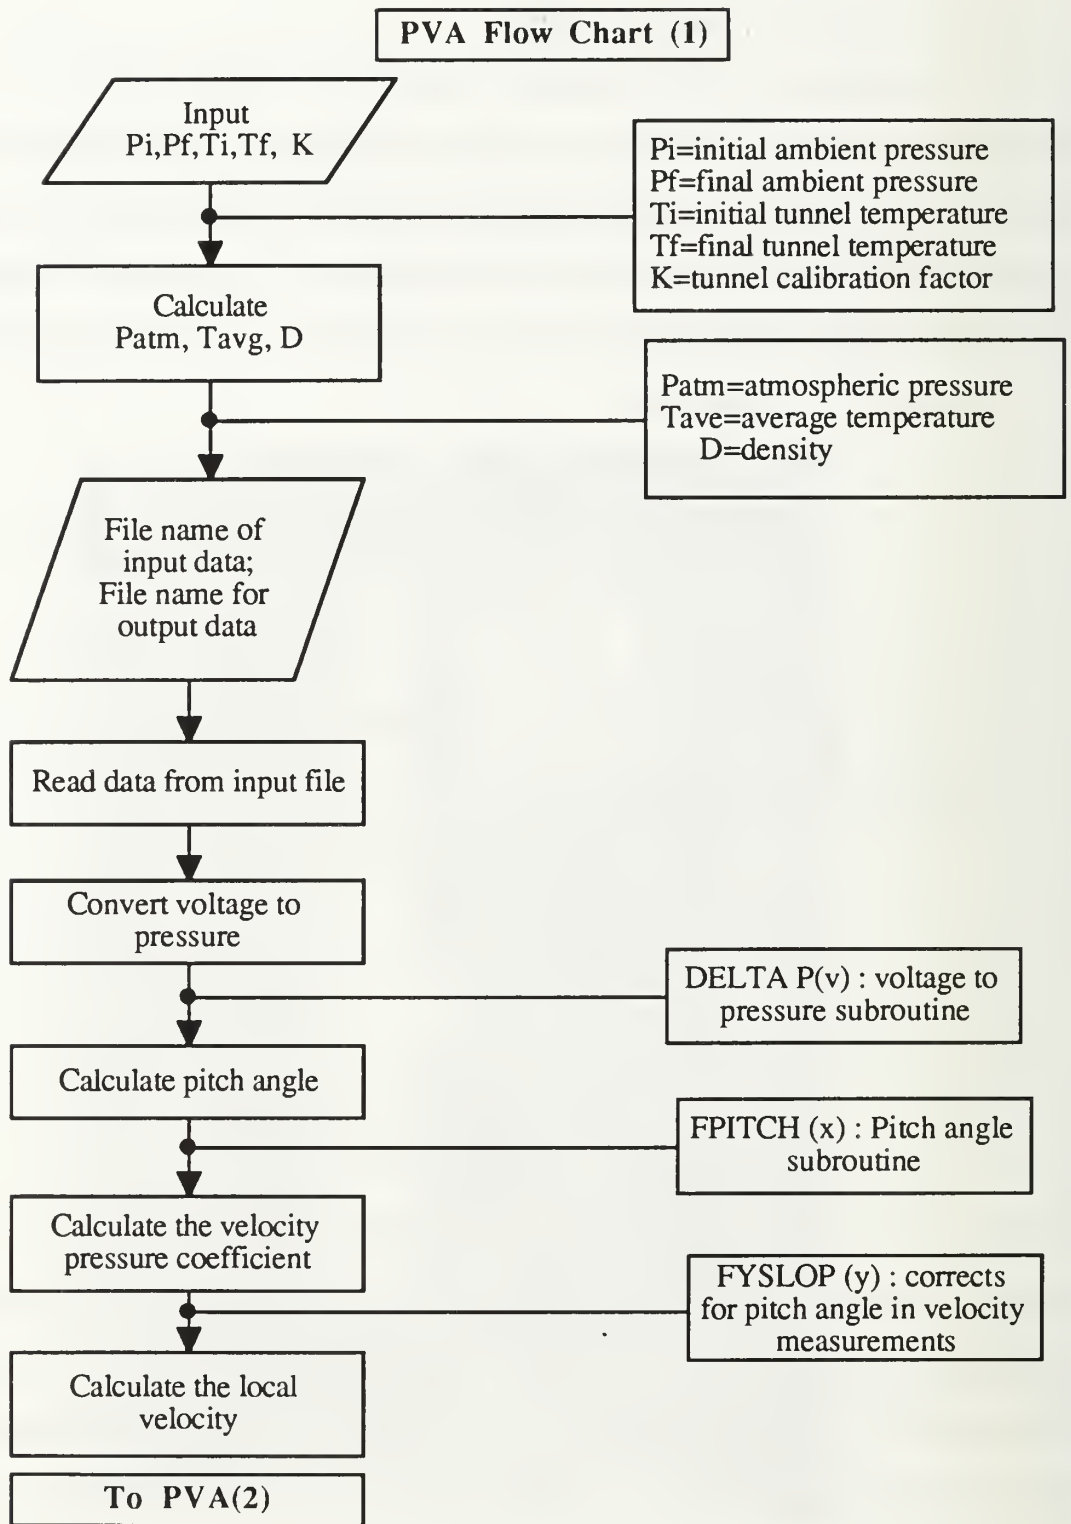 PVA Flow Chart (1)
Input
Pi,Pf,Ti,Tf, K
Pi=initial ambient pressure
Pf=final ambient pressure
Ti=initial tunnel temperature
Tf=final tunnel temperature
K=tunnel calibration factor
Calculate
Patm, Tavg, D
Patm=atmospheric pressure
Tave=average temperature
D=density
File name of
input data;
File name for
output data
Read data from input file
Convert voltage to
pressure
DELTA P(v) : voltage to
pressure subroutine
Calculate pitch angle
FPITCH (x) : Pitch angle
subroutine
Calculate the velocity
pressure coefficient
FYSLOP (y) : corrects
for pitch angle in velocity
measurements
Calculate the local
velocity
To PVA(2)